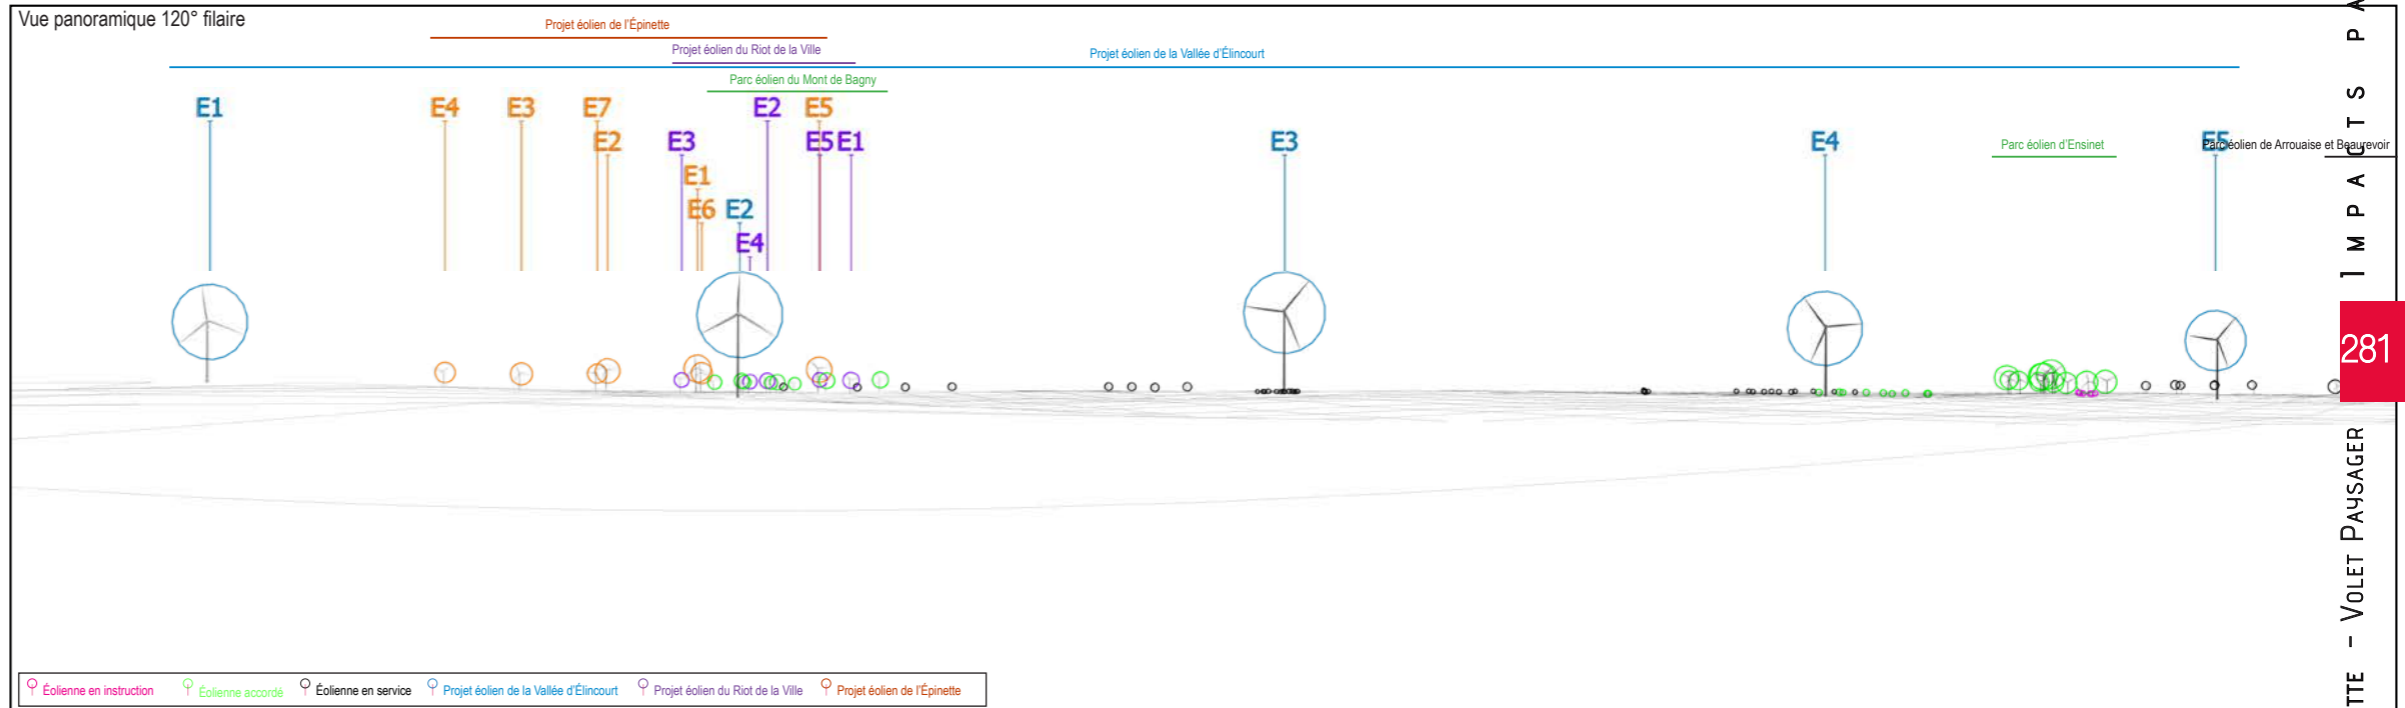 Vue panoramique 120° filaire
Projet éolien de l'Épinette
Projet éolien du Riot de la Ville
Projet éolien de la Vallée d'Élincourt
Parc éolien du Mont de Bagny
E1
E4
E3
E7
E2
E5
E2
E3
E5
E1
E3
E4
Parc éolien d'Ensinet
E5
Parc éolien de Arrouaise et Beaurevoir
E1
E6
E2
E4
281
TTE - VOLET PAYSAGER
IMPACTS PA
Éolienne en instruction
Éolienne accordé
Éolienne en service
Projet éolien de la Vallée d'Élincourt
Projet éolien du Riot de la Ville
Projet éolien de l'Épinette